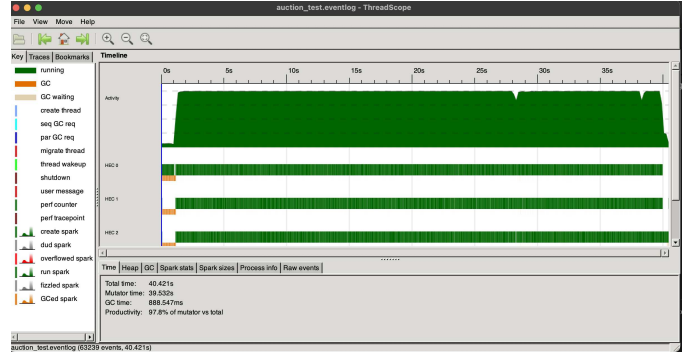 auction_test.eventlog - ThreadScope
File View Move Help
Key Traces Bookmarks
running
GC
GC waiting
create thread
seq GC req
par GC req
migrate thread
thread wakeup
shutdown
user message
perf counter
perf tracepoint
create spark
dud spark
overflowed spark
run spark
fizzled spark
GCed spark
Timeline
0s 5s 10s 15s 20s 25s 30s 35s
Activity
HEC 0
HEC 1
HEC 2
Time Heap GC Spark stats Spark sizes Process info Raw events
Total time: 40.421s
Mutator time: 39.532s
GC time: 888.547ms
Productivity: 97.8% of mutator vs total
auction_test.eventlog (63239 events, 40.421s)